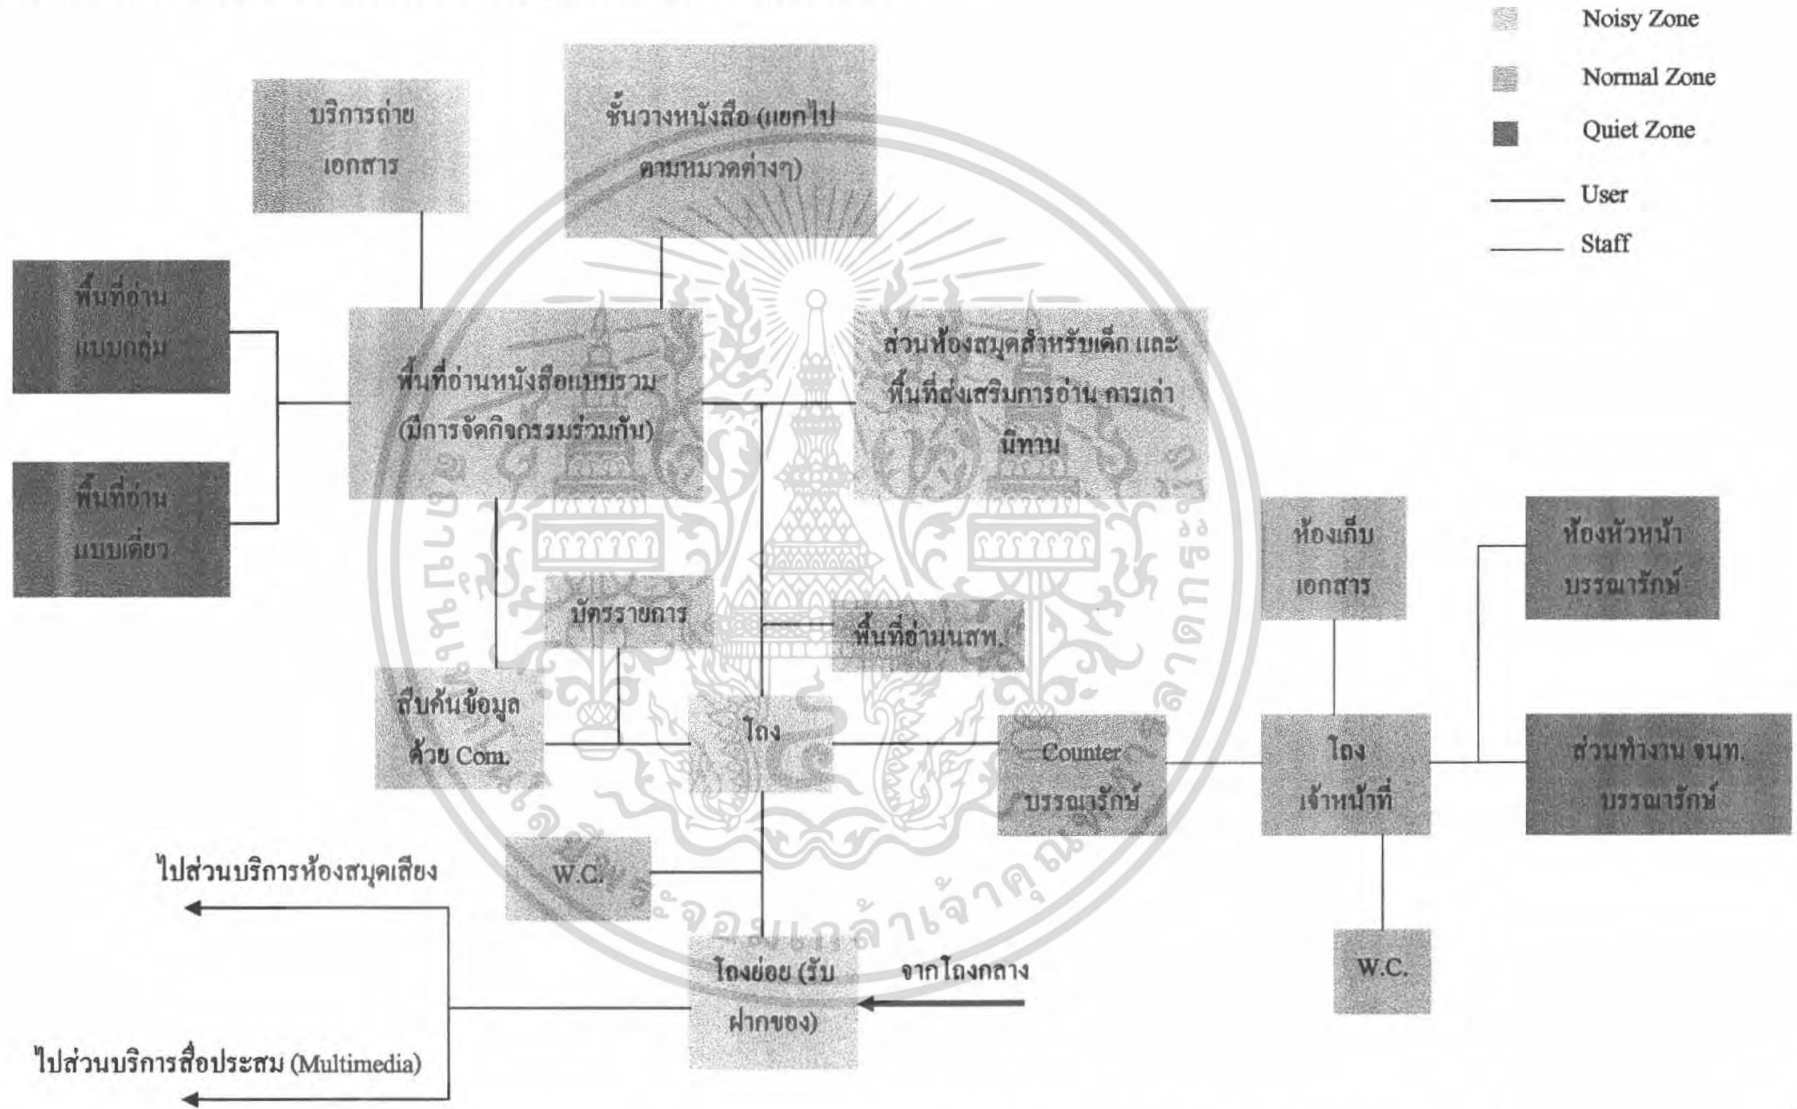 Noisy Zone
Normal Zone
Quiet Zone
User
Staff
บริการถ่าย
เอกสาร
ชั้นวางหนังสือ (แยกไป
ตามหมวดต่างๆ)
พื้นที่อ่าน
แบบกลุ่ม
พื้นที่อ่านหนังสือแบบรวม
(มีการจัดกิจกรรมร่วมกัน)
ส่วนห้องสมุดสำหรับเด็ก และ
พื้นที่ส่งเสริมการอ่าน การเล่า
นิทาน
พื้นที่อ่าน
แบบเดี่ยว
ห้องเก็บ
เอกสาร
ห้องหัวหน้า
บรรณารักษ์
บัตรรายการ
พื้นที่อ่านนสพ.
สืบค้นข้อมูล
ด้วย Com.
โถง
Counter
บรรณารักษ์
โถง
เจ้าหน้าที่
ส่วนทำงาน จนท.
บรรณารักษ์
W.C.
ไปส่วนบริการห้องสมุดเสียง
โถงย่อย (รับ
ฝากของ)
จากโถงกลาง
W.C.
ไปส่วนบริการสื่อประสม (Multimedia)